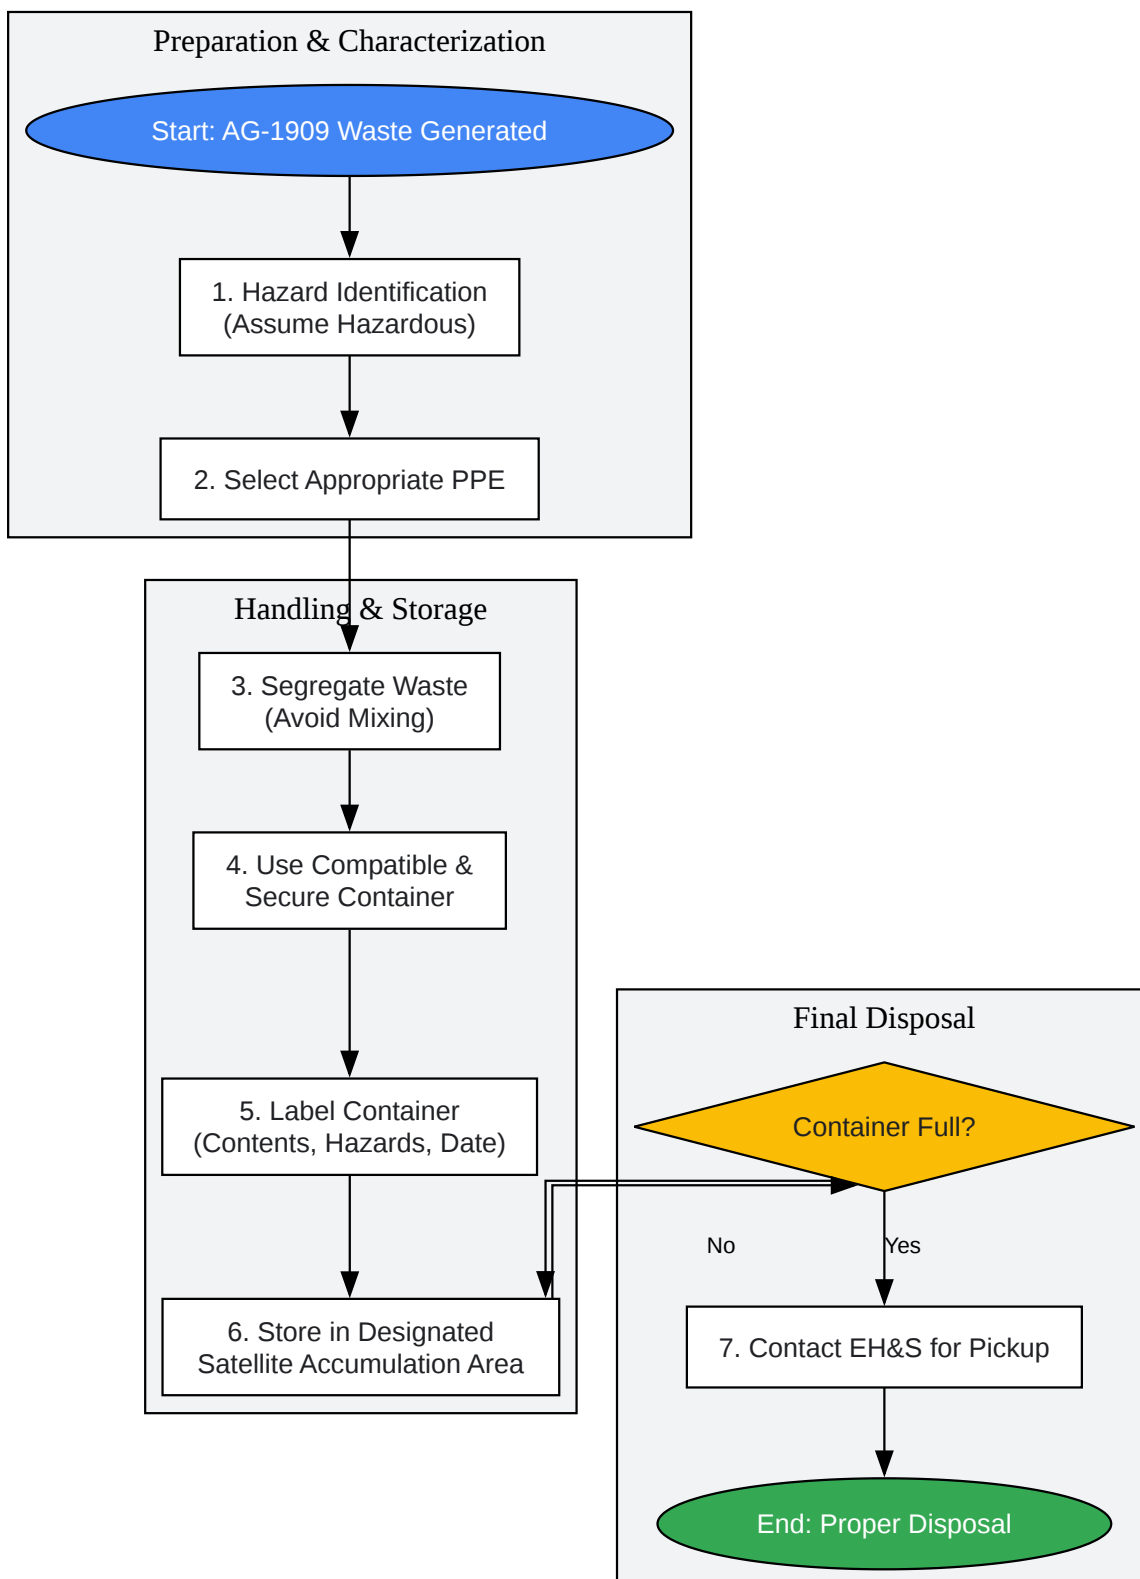 Preparation & Characterization
Start: AG-1909 Waste Generated
1. Hazard Identification
(Assume Hazardous)
2. Select Appropriate PPE
Handling & Storage
3. Segregate Waste
(Avoid Mixing)
4. Use Compatible &
Secure Container
5. Label Container
(Contents, Hazards, Date)
6. Store in Designated
Satellite Accumulation Area
Final Disposal
Container Full?
No
Yes
7. Contact EH&S for Pickup
End: Proper Disposal